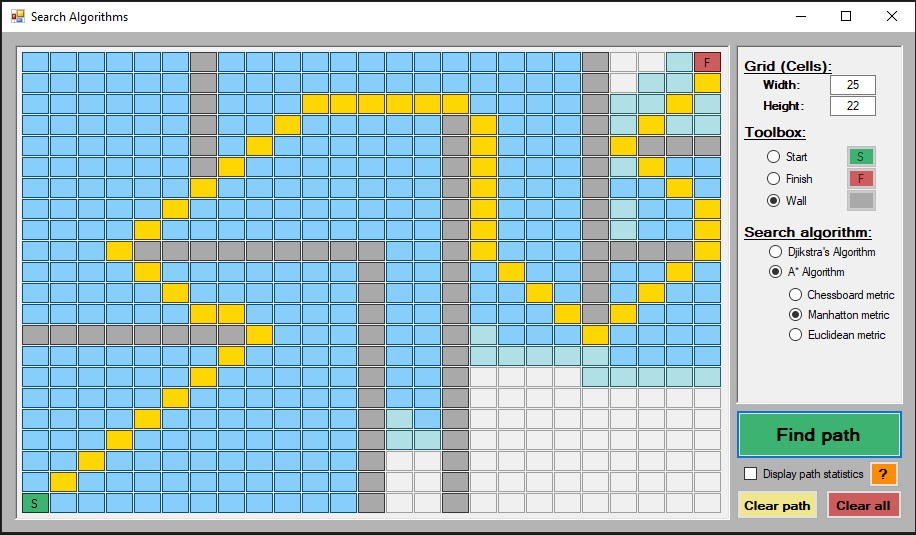 Search Algorithms
F
S
Grid (Cells):
Width: 25
Height: 22
Toolbox:
Start S
Finish F
Wall
Search algorithm:
Djikstra's Algorithm
A* Algorithm
Chessboard metric
Manhatton metric
Euclidean metric
Find path
Display path statistics ?
Clear path Clear all